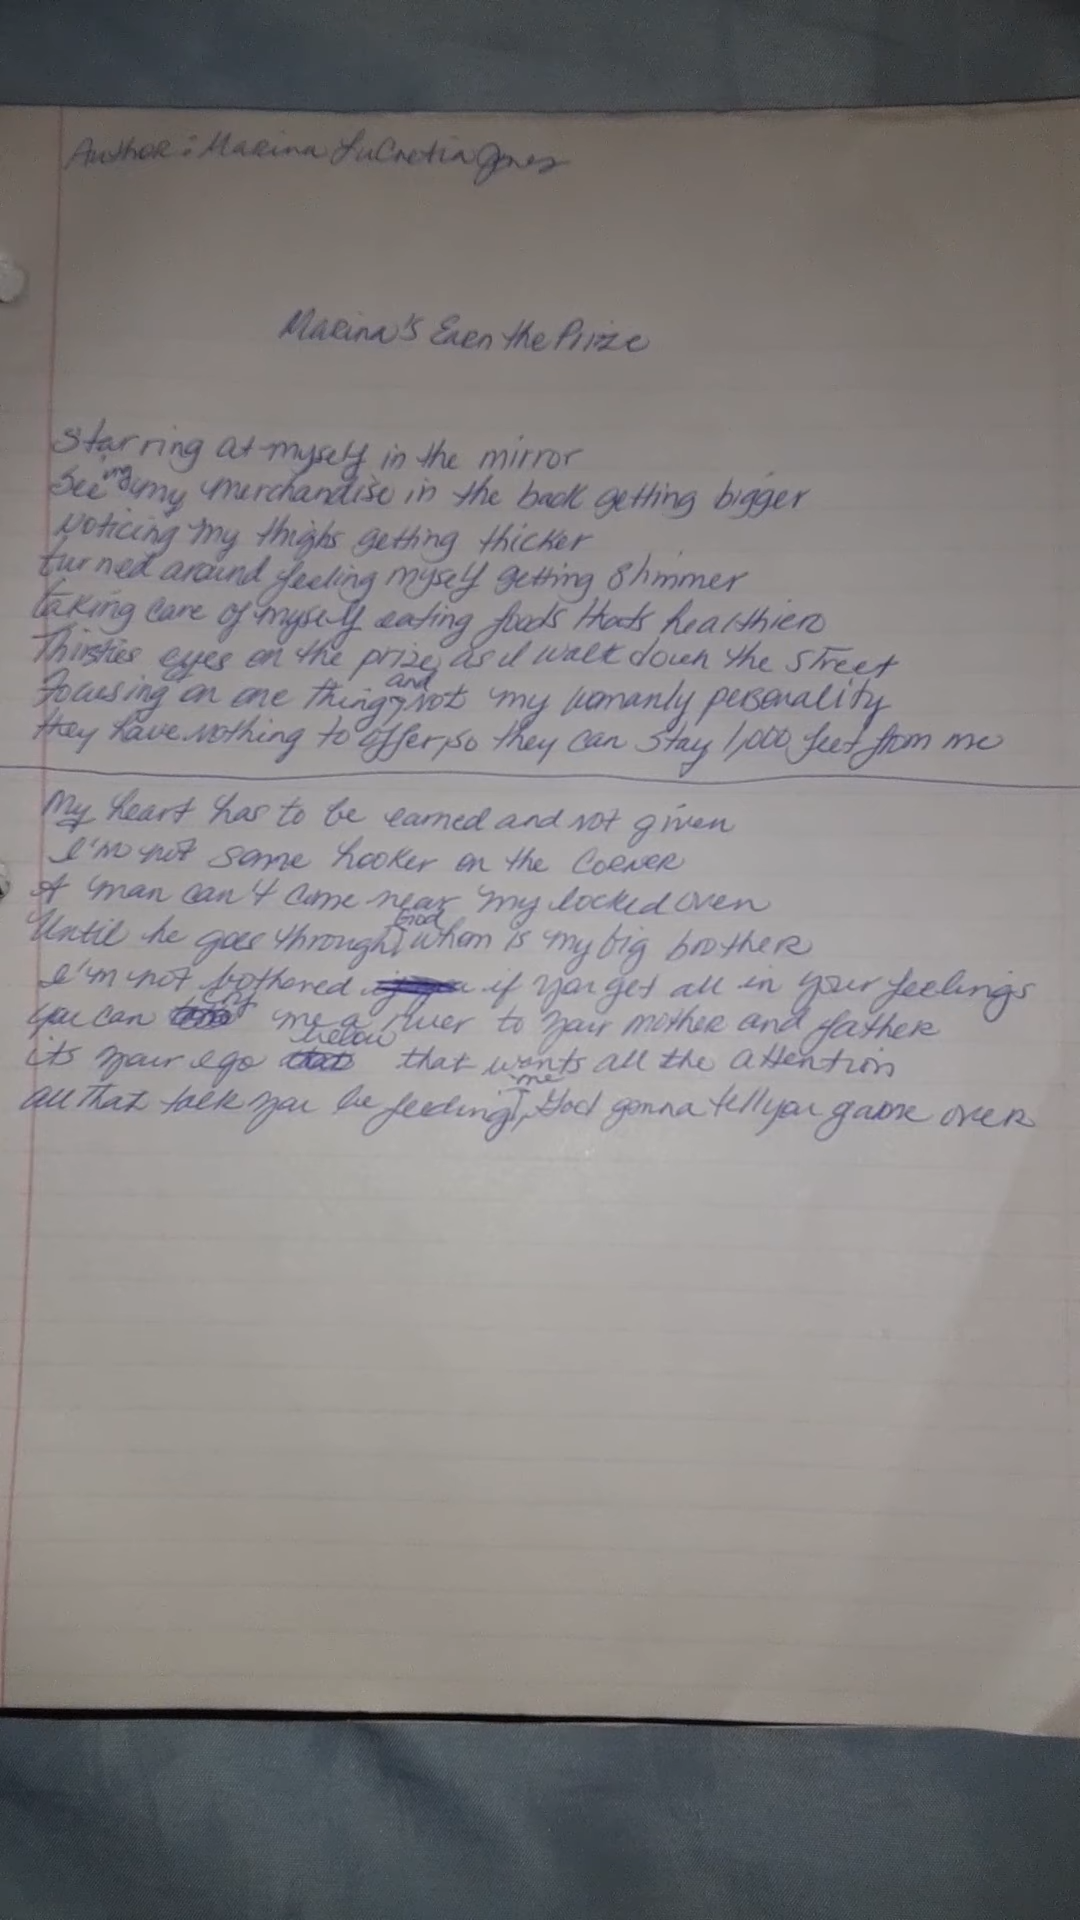 Author: Marina LuCretia Jones
Marina's Earn the Prize
Starring at myself in the mirror
Seeing my merchandise in the back getting bigger
Noticing my thighs getting thicker
turned around feeling myself getting shimmer
taking care of myself eating foods thats healthier
Thirsties eyes on the prize, as I walk down the street
Focusing on one thing, and not my womanly personality
they have nothing to offer, so they can stay 1,000 feet from me
My heart has to be earned and not given
I'm not some hooker on the corner
A man can't come near my locked oven
Until he goes through God whom is my big brother
I'm not bothered if you get all in your feelings
you can cry me a river to your mother and father
its your ego below that wants all the attention
all that talk you be feeding me, God gonna tell you game over